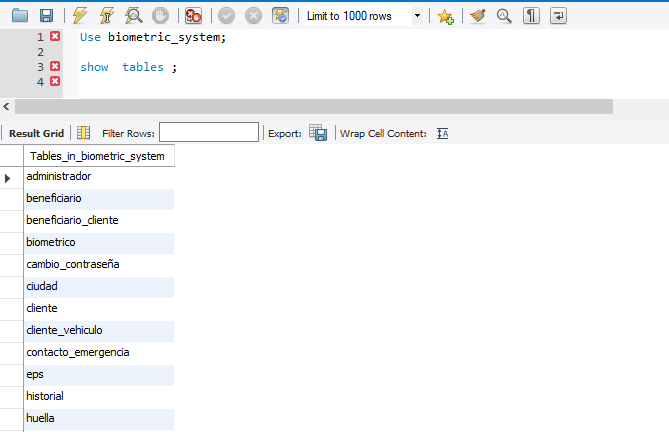 Limit to 1000 rows
1 Use biometric_system;
2
3 show tables ;
4
Result Grid Filter Rows: Export: Wrap Cell Content: IA
Tables_in_biometric_system
administrador
beneficiario
beneficiario_cliente
biometrico
cambio_contraseña
ciudad
cliente
cliente_vehiculo
contacto_emergencia
eps
historial
huella